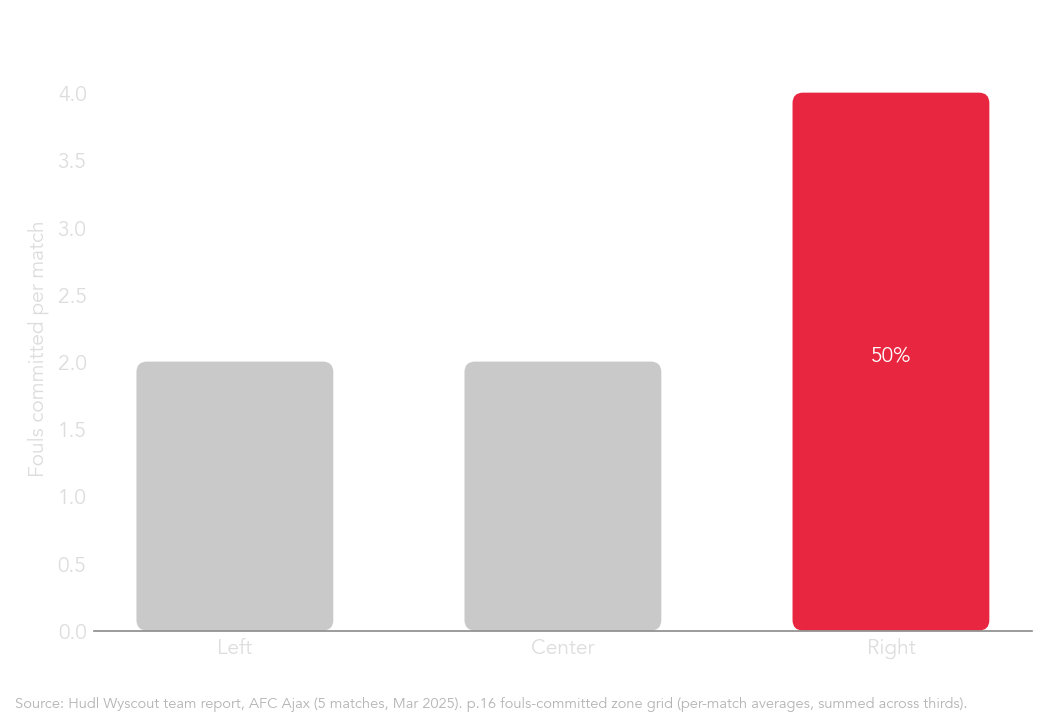 4.0
3.5
3.0
2.5
2.0
1.5
1.0
0.5
0.0
Fouls committed per match
50%
Left
Center
Right
Source: Hudl Wyscout team report, AFC Ajax (5 matches, Mar 2025). p.16 fouls-committed zone grid (per-match averages, summed across thirds).